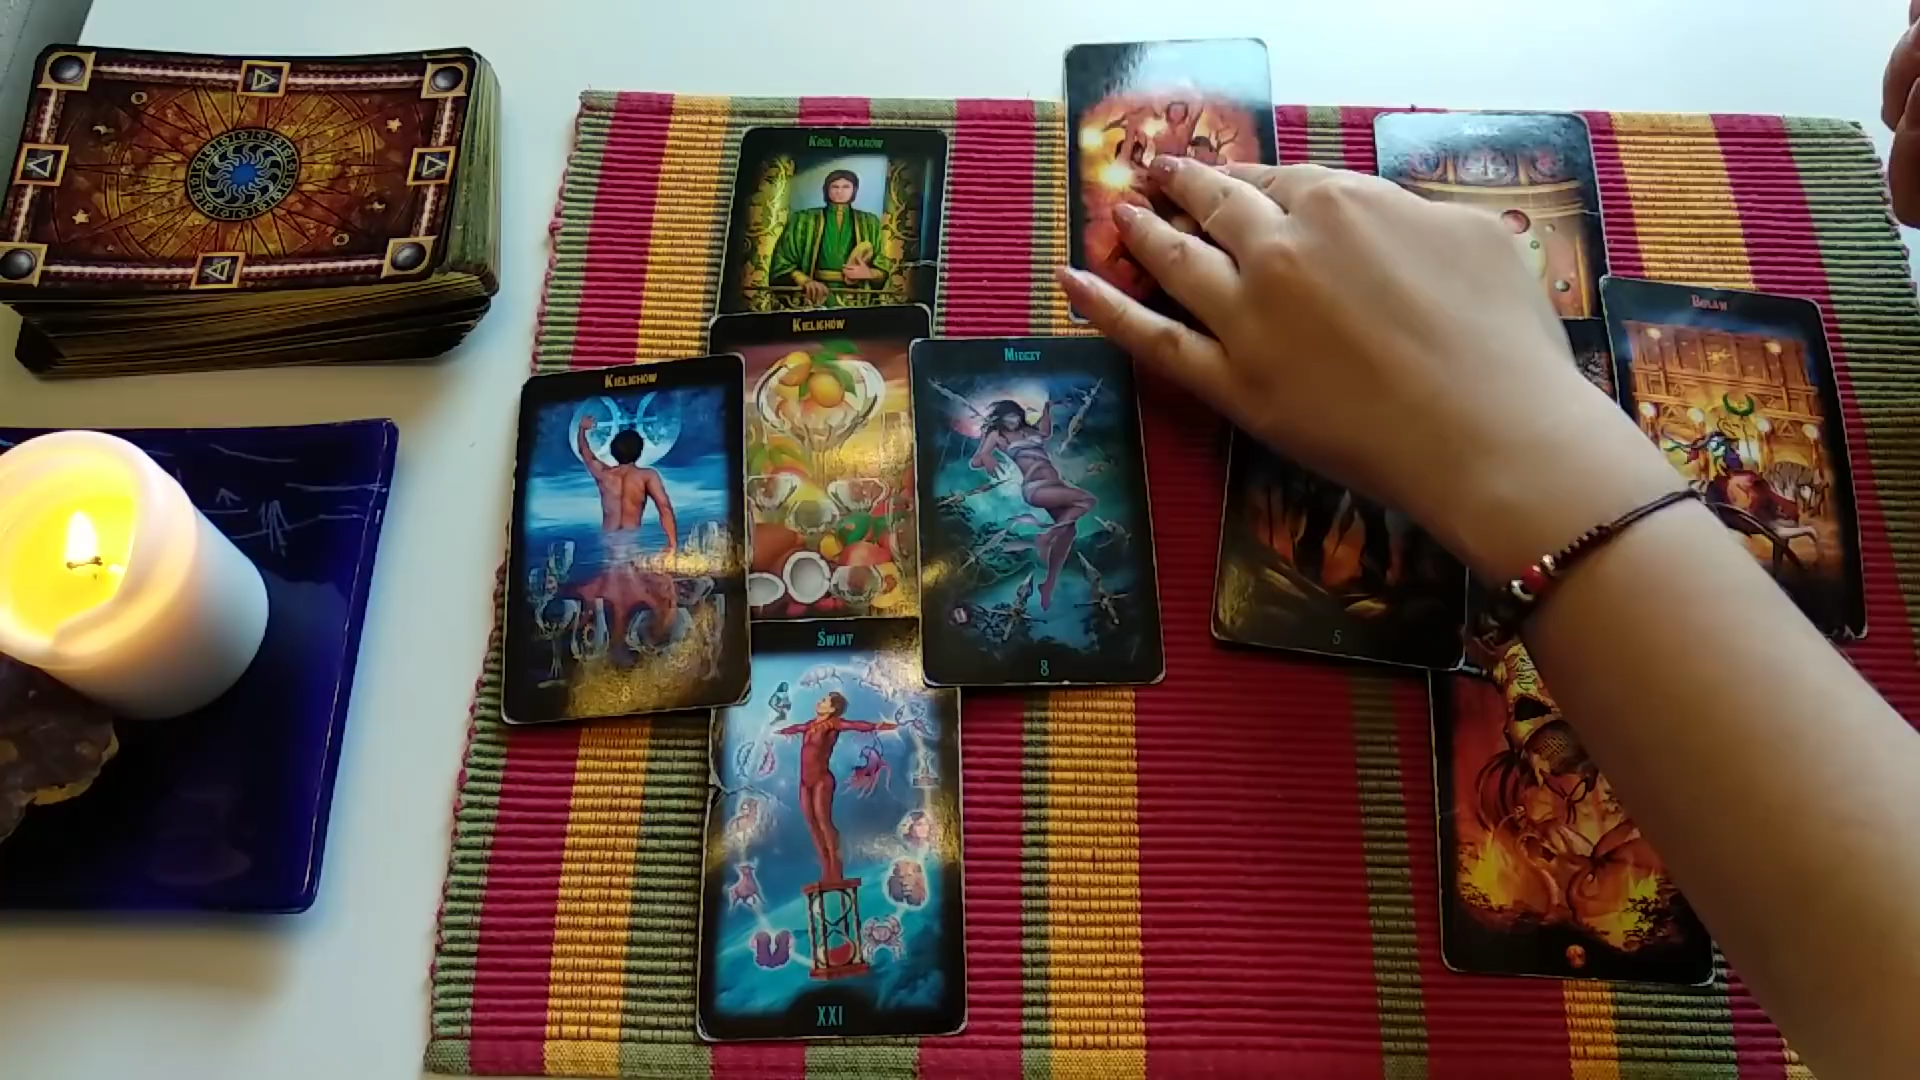 Król Denarów
Kielichów
Kielichów
8
Mieczy
8
Świat
XXI
5
Buław